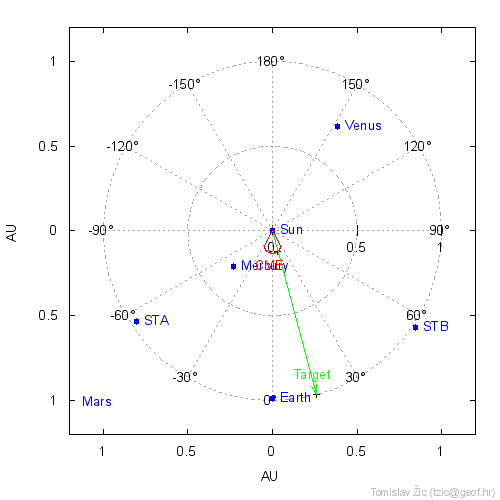 1
0.5
0
0.5
1
AU
1
0.5
0
0.5
1
AU
180°
-150°
150°
-120°
120°
-90°
90°
-60°
60°
-30°
30°
0°
0
0.5
1
Venus
Sun
Mercury
CME
STA
STB
Target
Earth
Mars
Tomislav Žic (tzic@geof.hr)